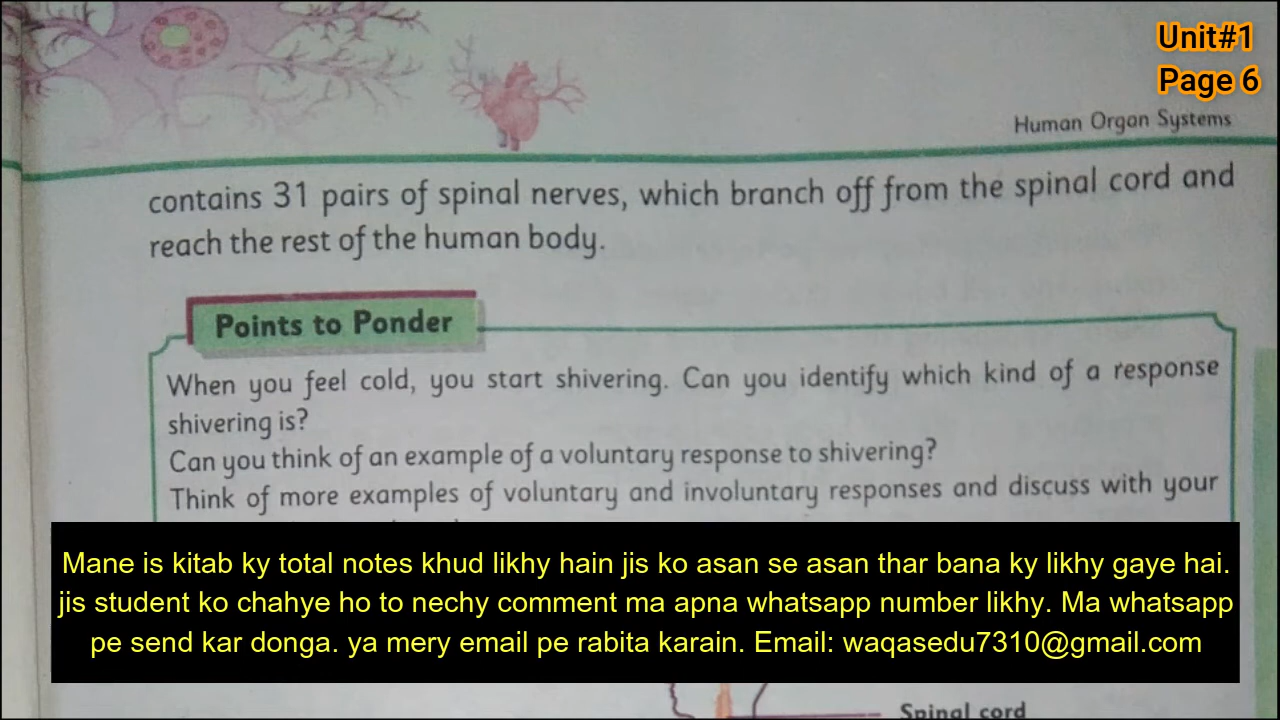 Unit#1
Page 6
Human Organ Systems
contains 31 pairs of spinal nerves, which branch off from the spinal cord and
reach the rest of the human body.
Points to Ponder
When you feel cold, you start shivering. Can you identify which kind of a response
shivering is?
Can you think of an example of a voluntary response to shivering?
Think of more examples of voluntary and involuntary responses and discuss with your
Mane is kitab ky total notes khud likhy hain jis ko asan se asan thar bana ky likhy gaye hai.
jis student ko chahye ho to nechy comment ma apna whatsapp number likhy. Ma whatsapp
pe send kar donga. ya mery email pe rabita karain. Email: waqasedu7310@gmail.com
Spinal cord